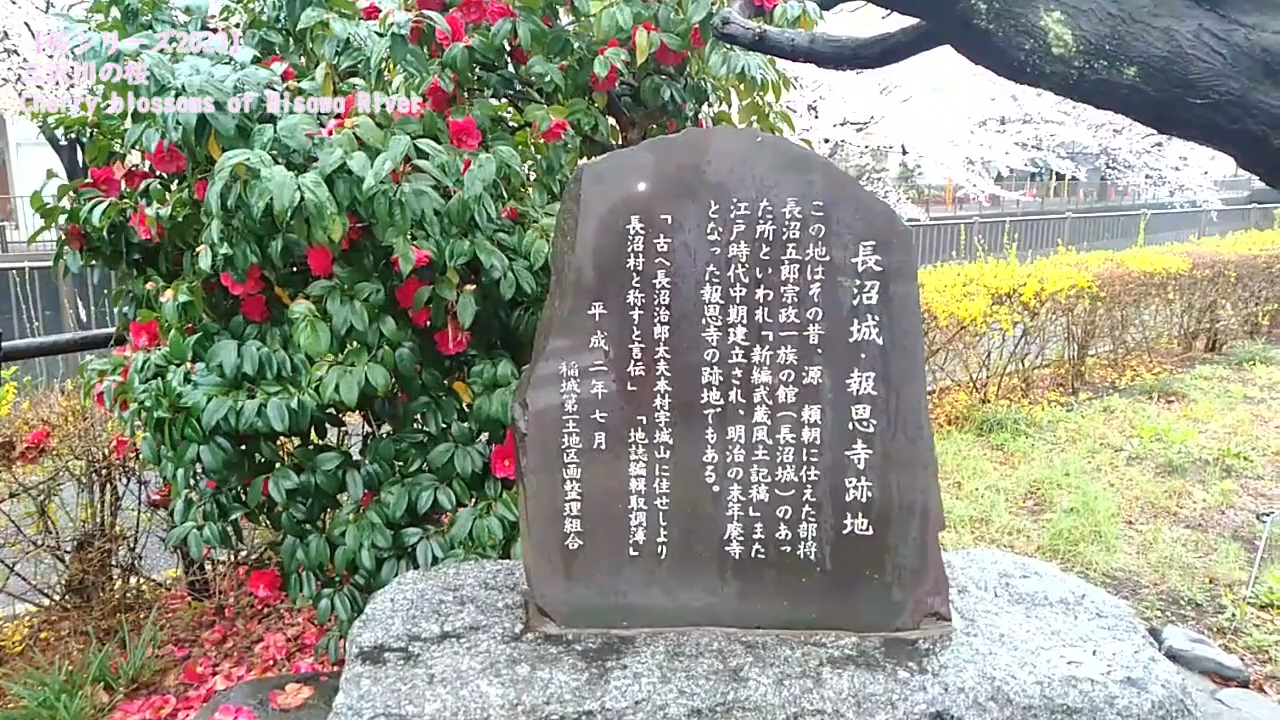 【桜シリーズ2024】
三沢川の桜
Cherry blossoms of Misawa River
長沼城・報恩寺跡地
この地はその昔、源 頼朝に仕えた部将
長沼五郎宗政一族の館(長沼城)のあっ
た所といわれ「新編武蔵風土記稿」また
江戸時代中期建立され、明治の末年廃寺
となった報恩寺の跡地でもある。
「古へ長沼治郎太夫本村字城山に住せしより
長沼村と称すと言伝」 「地誌編輯取調簿」
平成二年七月
稲城第一土地区画整理組合